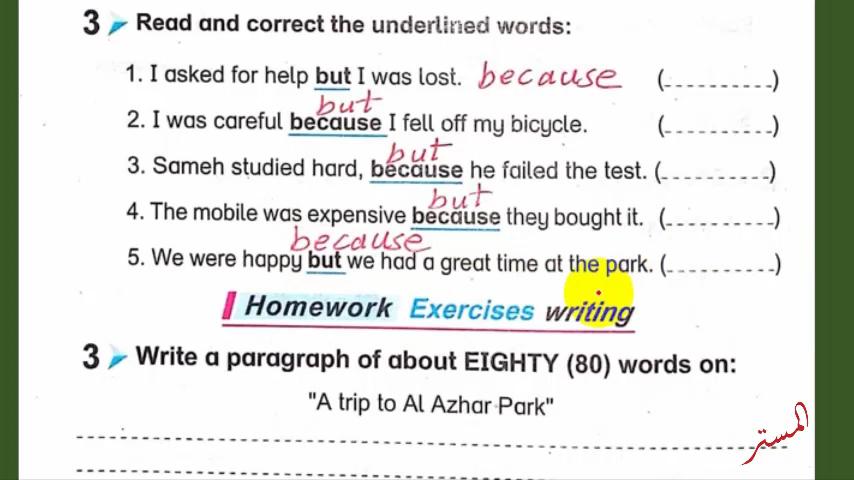 3 Read and correct the underlined words:
1. I asked for help but I was lost. because (............)
but
2. I was careful because I fell off my bicycle. (............)
but
3. Sameh studied hard, because he failed the test. (............)
but
4. The mobile was expensive because they bought it. (............)
because
5. We were happy but we had a great time at the park. (............)
Homework Exercises writing
3 Write a paragraph of about EIGHTY (80) words on:
"A trip to Al Azhar Park"
المستر